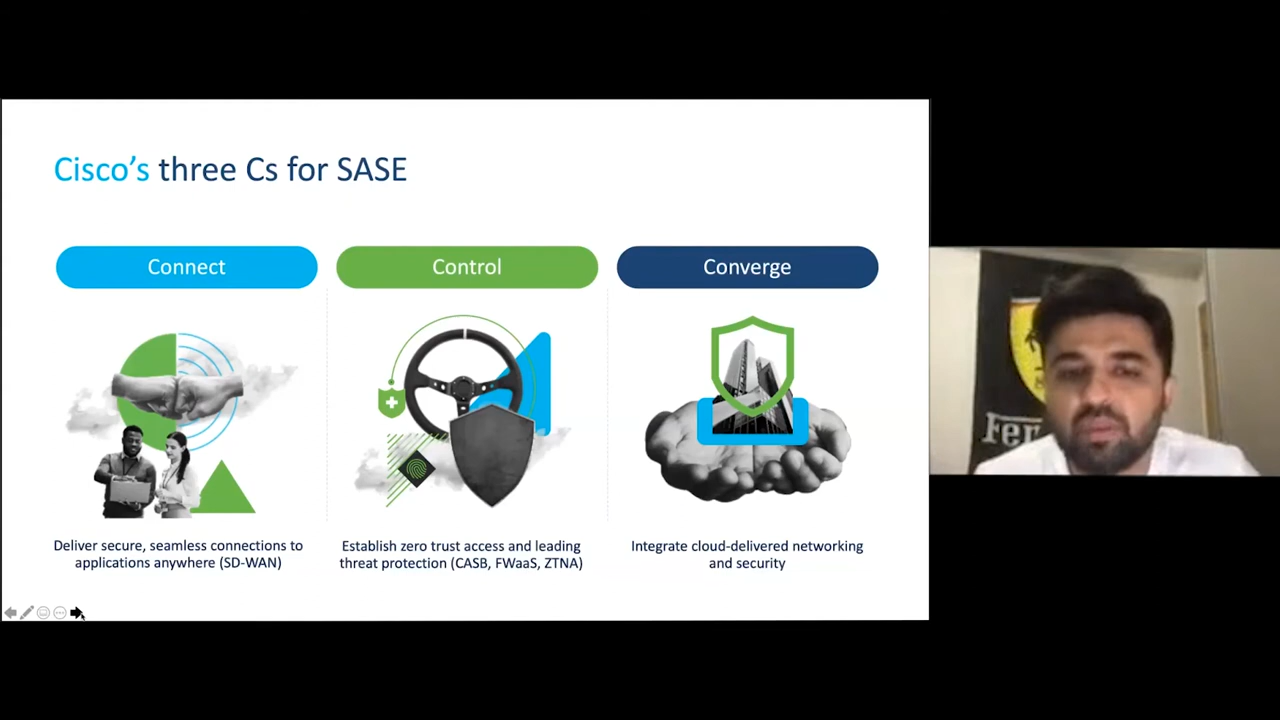 Cisco's three Cs for SASE
Connect
Control
Converge
Deliver secure, seamless connections to
applications anywhere (SD-WAN)
Establish zero trust access and leading
threat protection (CASB, FWaaS, ZTNA)
Integrate cloud-delivered networking
and security
Fer